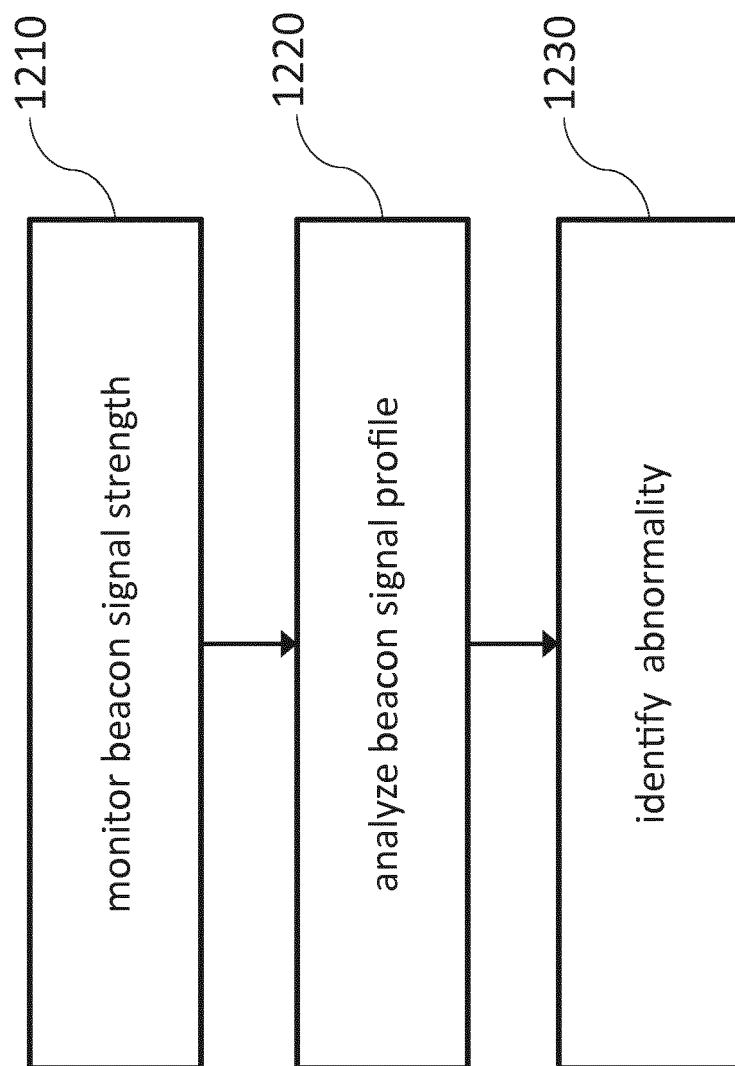 monitor beacon signal strength
1210
analyze beacon signal profile
1220
identify abnormality
1230